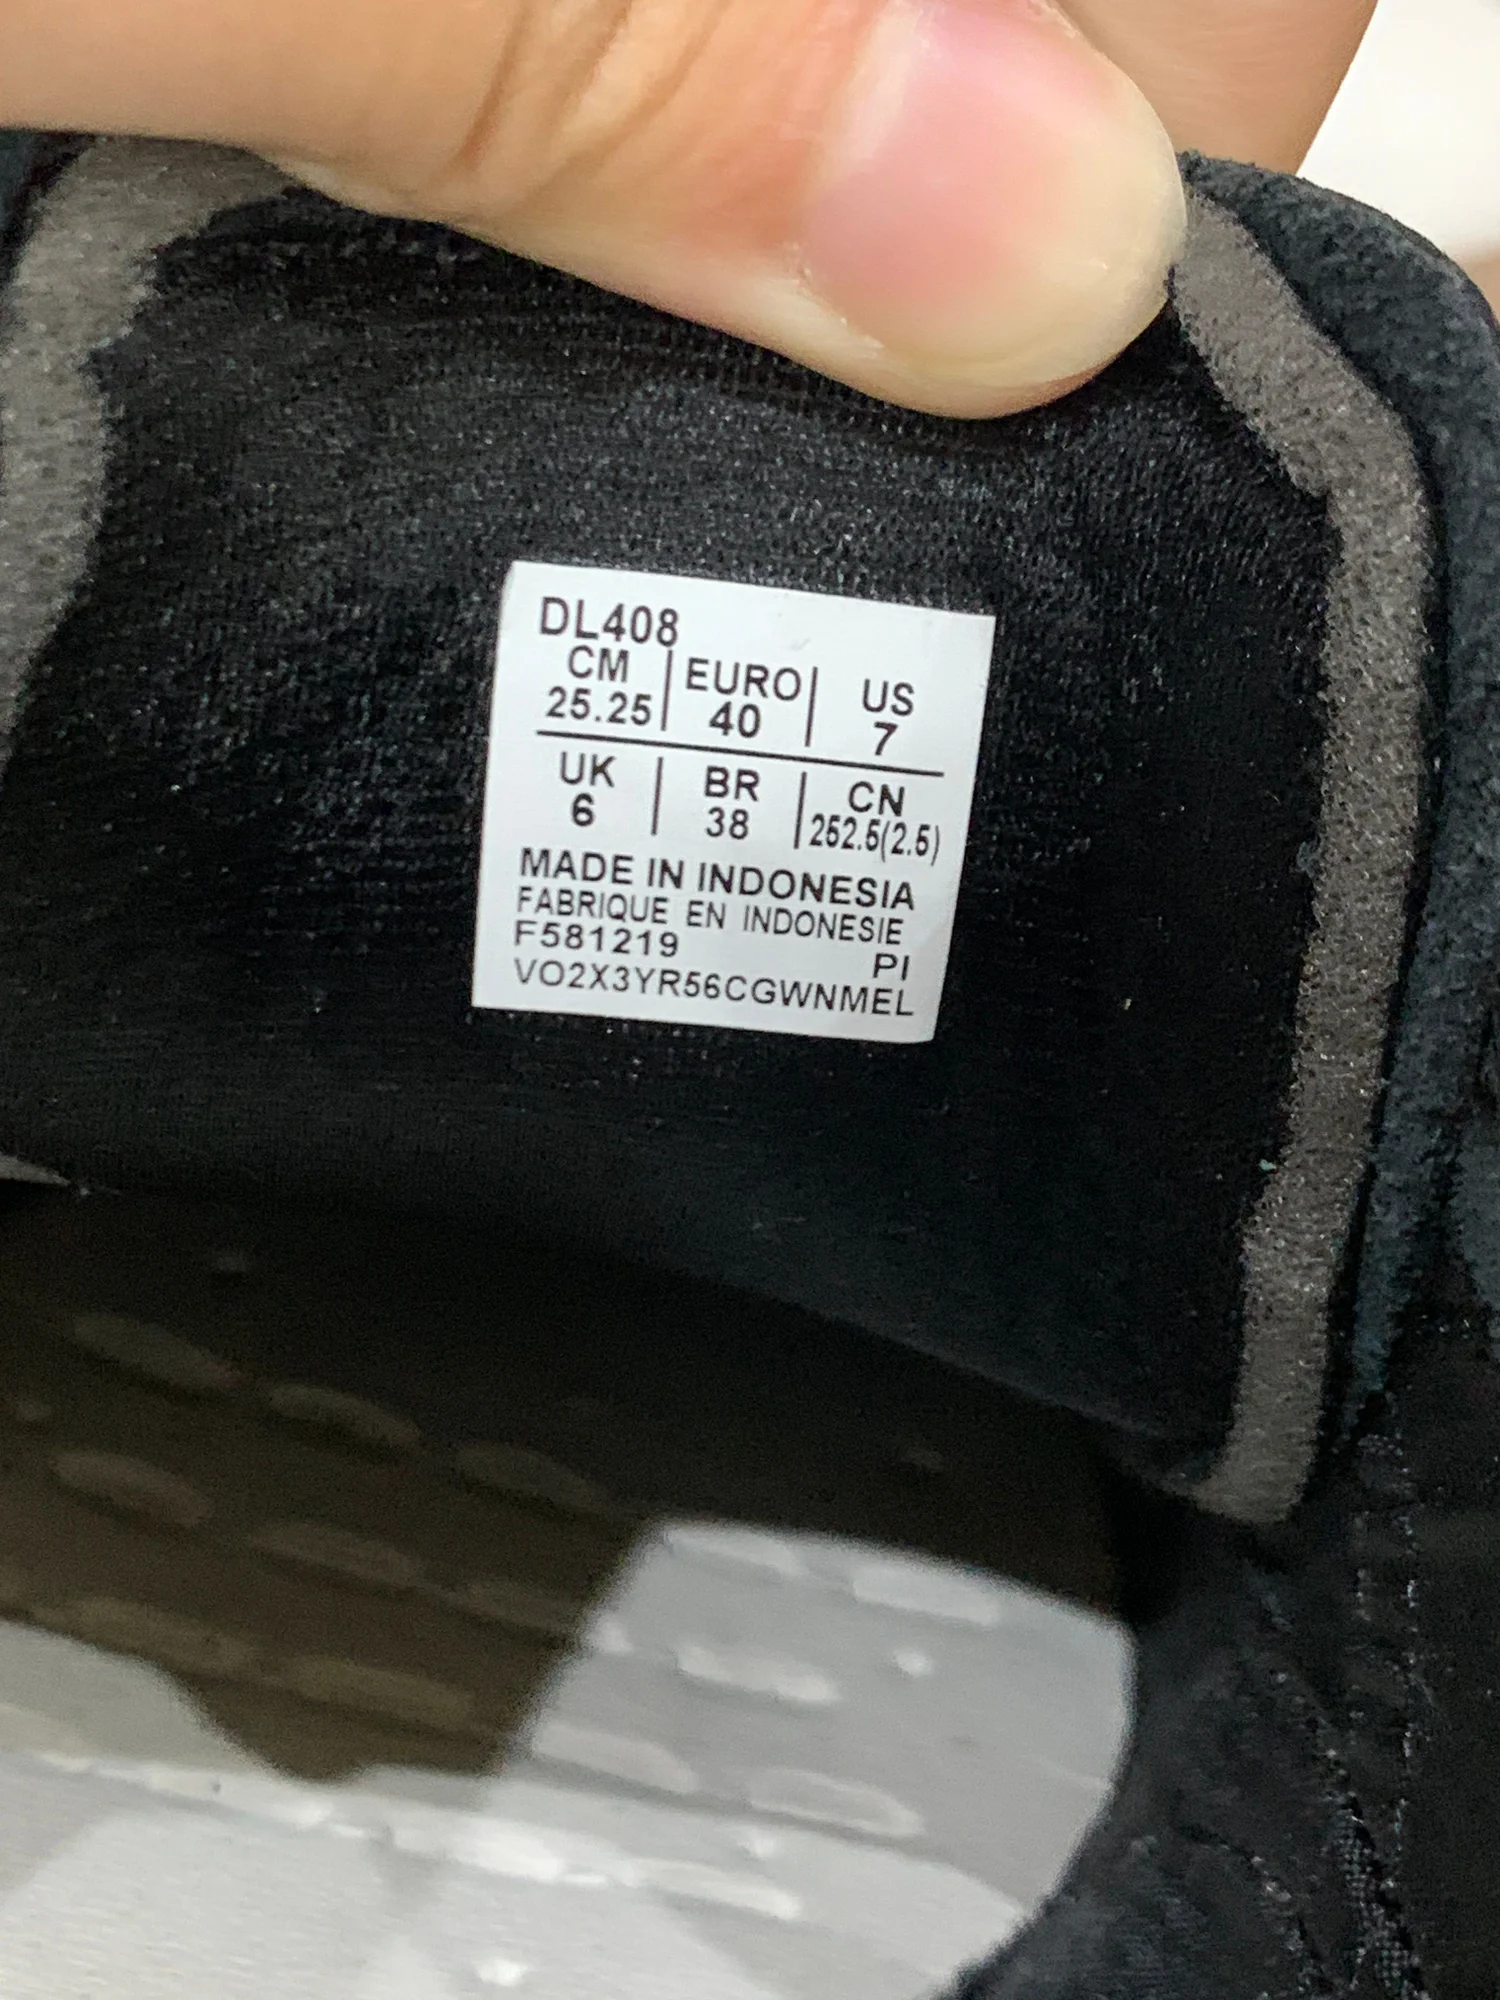 DL408
CM EURO US
25.25 40 7
UK BR CN
6 38 252.5(2.5)
MADE IN INDONESIA
FABRIQUE EN INDONESIE
F581219 PI
VO2X3YR56CGWNMEL